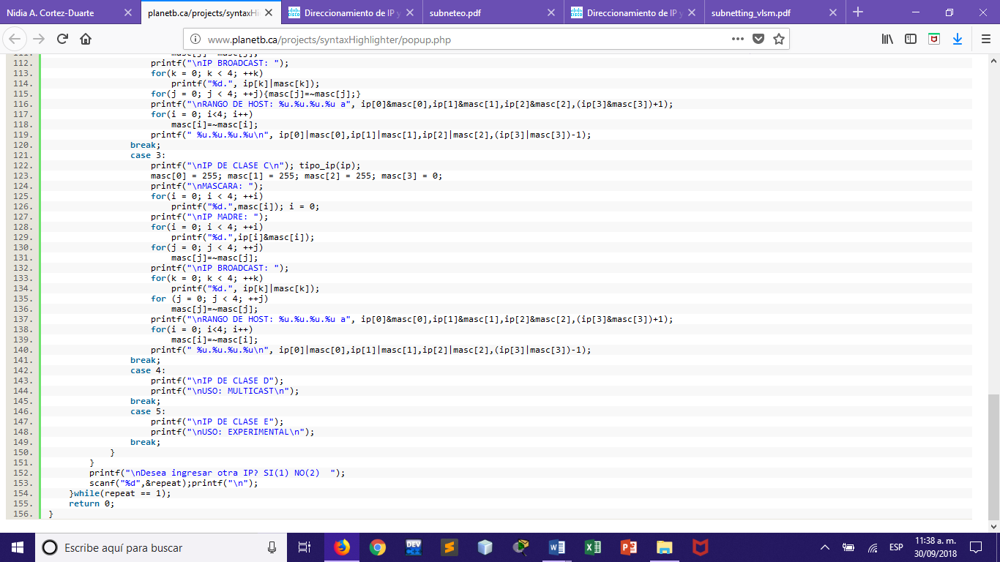 Nidia A. Cortez-Duarte
planetb.ca/projects/syntaxHi
Direccionamiento de IP y
subneteo.pdf
Direccionamiento de IP y
subnetting_vlsm.pdf
www.planetb.ca/projects/syntaxHighlighter/popup.php
111. masc[j]=~masc[j];
112. printf("\nIP BROADCAST: ");
113. for(k = 0; k < 4; ++k)
114. printf("%d.", ip[k]|masc[k]);
115. for(j = 0; j < 4; ++j){masc[j]=~masc[j];}
116. printf("\nRANGO DE HOST: %u.%u.%u.%u a", ip[0]&masc[0],ip[1]&masc[1],ip[2]&masc[2],(ip[3]&masc[3])+1);
117. for(i = 0; i<4; i++)
118. masc[i]=~masc[i];
119. printf(" %u.%u.%u.%u\n", ip[0]|masc[0],ip[1]|masc[1],ip[2]|masc[2],(ip[3]|masc[3])-1);
120. break;
121. case 3:
122. printf("\nIP DE CLASE C\n"); tipo_ip(ip);
123. masc[0] = 255; masc[1] = 255; masc[2] = 255; masc[3] = 0;
124. printf("\nMASCARA: ");
125. for(i = 0; i < 4; ++i)
126. printf("%d.",masc[i]); i = 0;
127. printf("\nIP MADRE: ");
128. for(i = 0; i < 4; ++i)
129. printf("%d.",ip[i]&masc[i]);
130. for(j = 0; j < 4; ++j)
131. masc[j]=~masc[j];
132. printf("\nIP BROADCAST: ");
133. for(k = 0; k < 4; ++k)
134. printf("%d.", ip[k]|masc[k]);
135. for (j = 0; j < 4; ++j)
136. masc[j]=~masc[j];
137. printf("\nRANGO DE HOST: %u.%u.%u.%u a", ip[0]&masc[0],ip[1]&masc[1],ip[2]&masc[2],(ip[3]&masc[3])+1);
138. for(i = 0; i<4; i++)
139. masc[i]=~masc[i];
140. printf(" %u.%u.%u.%u\n", ip[0]|masc[0],ip[1]|masc[1],ip[2]|masc[2],(ip[3]|masc[3])-1);
141. break;
142. case 4:
143. printf("\nIP DE CLASE D");
144. printf("\nUSO: MULTICAST\n");
145. break;
146. case 5:
147. printf("\nIP DE CLASE E");
148. printf("\nUSO: EXPERIMENTAL\n");
149. break;
150. }
151. }
152. printf("\nDesea ingresar otra IP? SI(1) NO(2)  ");
153. scanf("%d",&repeat);printf("\n");
154. }while(repeat == 1);
155. return 0;
156. }
Escribe aquí para buscar
DEV
ESP
11:38 a. m.
30/09/2018